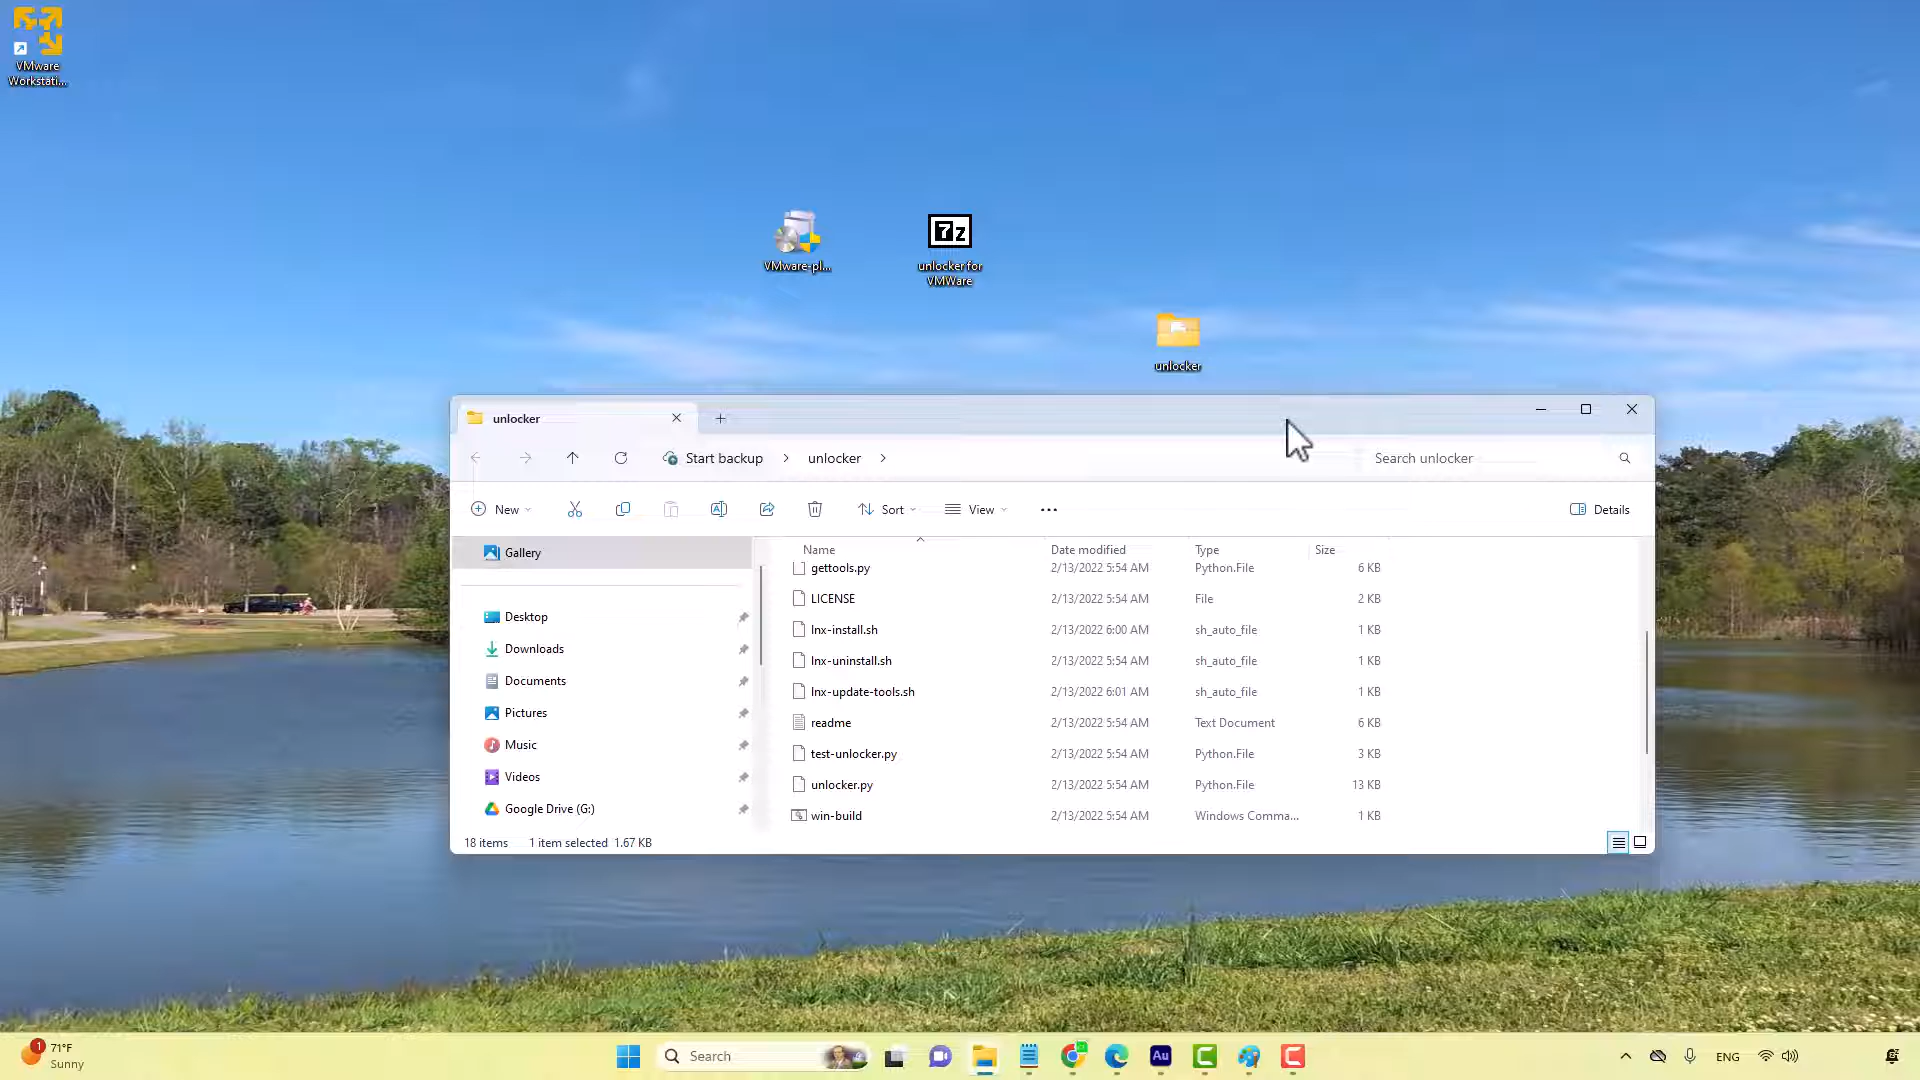 VMware
Workstati...
VMware-pl...
unlocker for
VMWare
unlocker
unlocker
Start backup
unlocker
Search unlocker
New
Sort
View
Details
Gallery
Desktop
Downloads
Documents
Pictures
Music
Videos
Google Drive (G:)
Name Date modified Type Size
gettools.py 2/13/2022 5:54 AM Python.File 6 KB
LICENSE 2/13/2022 5:54 AM File 2 KB
lnx-install.sh 2/13/2022 6:00 AM sh_auto_file 1 KB
lnx-uninstall.sh 2/13/2022 5:54 AM sh_auto_file 1 KB
lnx-update-tools.sh 2/13/2022 6:01 AM sh_auto_file 1 KB
readme 2/13/2022 5:54 AM Text Document 6 KB
test-unlocker.py 2/13/2022 5:54 AM Python.File 3 KB
unlocker.py 2/13/2022 5:54 AM Python.File 13 KB
win-build 2/13/2022 5:54 AM Windows Comma... 1 KB
18 items 1 item selected 1.67 KB
1
71°F
Sunny
Search
Au
ENG